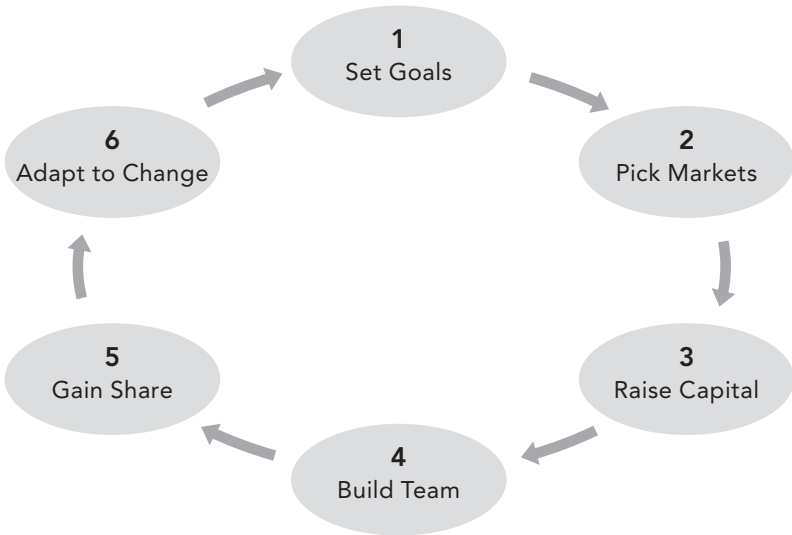 1
Set Goals
2
Pick Markets
3
Raise Capital
4
Build Team
5
Gain Share
6
Adapt to Change